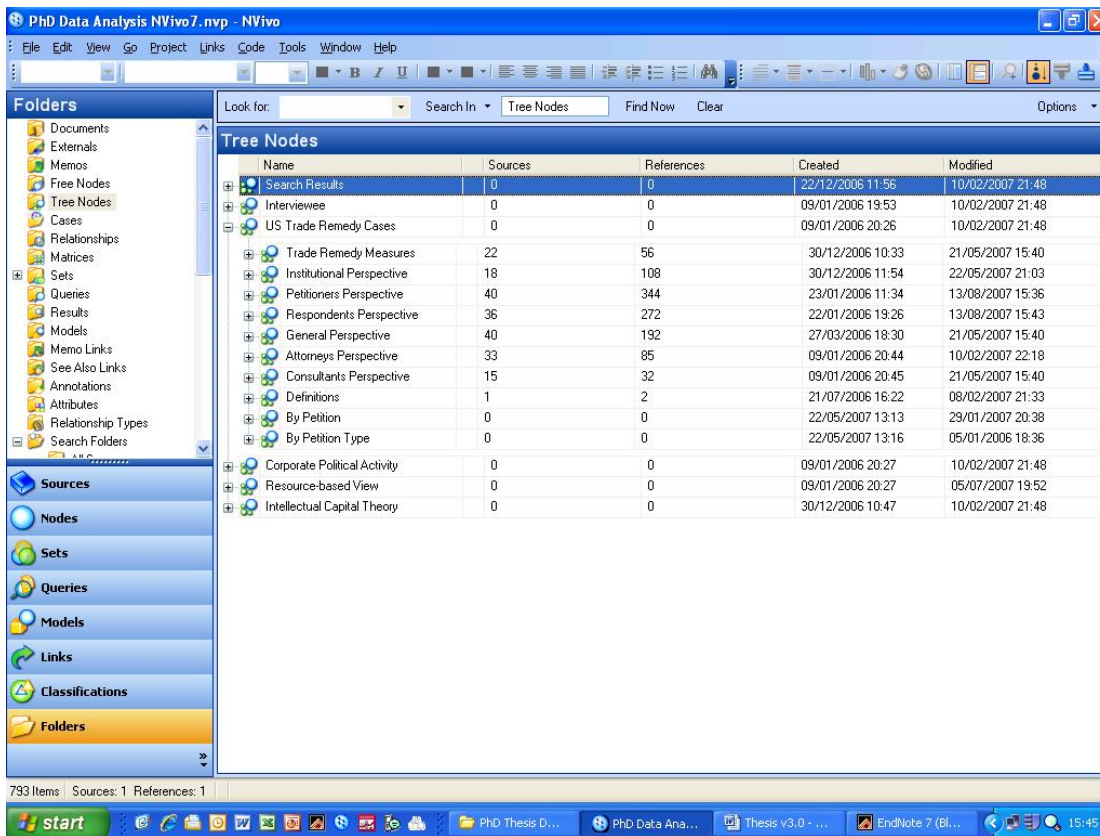 PhD Data Analysis NVivo7.nvp - NVivo
File Edit View Go Project Links Code Tools Window Help
B I U
Folders
Look for: Search In Tree Nodes Find Now Clear Options
Documents
Externals
Memos
Free Nodes
Tree Nodes
Cases
Relationships
Matrices
Sets
Queries
Results
Models
Memo Links
See Also Links
Annotations
Attributes
Relationship Types
Search Folders
Sources
Nodes
Sets
Queries
Models
Links
Classifications
Folders
Tree Nodes
Name Sources References Created Modified
Search Results 0 0 22/12/2006 11:56 10/02/2007 21:48
Interviewee 0 0 09/01/2006 19:53 10/02/2007 21:48
US Trade Remedy Cases 0 0 09/01/2006 20:26 10/02/2007 21:48
Trade Remedy Measures 22 56 30/12/2006 10:33 21/05/2007 15:40
Institutional Perspective 18 108 30/12/2006 11:54 22/05/2007 21:03
Petitioners Perspective 40 344 23/01/2006 11:34 13/08/2007 15:36
Respondents Perspective 36 272 22/01/2006 19:26 13/08/2007 15:43
General Perspective 40 192 27/03/2006 18:30 21/05/2007 15:40
Attorneys Perspective 33 85 09/01/2006 20:44 10/02/2007 22:18
Consultants Perspective 15 32 09/01/2006 20:45 21/05/2007 15:40
Definitions 1 2 21/07/2006 16:22 08/02/2007 21:33
By Petition 0 0 22/05/2007 13:13 29/01/2007 20:38
By Petition Type 0 0 22/05/2007 13:16 05/01/2006 18:36
Corporate Political Activity 0 0 09/01/2006 20:27 10/02/2007 21:48
Resource-based View 0 0 09/01/2006 20:27 05/07/2007 19:52
Intellectual Capital Theory 0 0 30/12/2006 10:47 10/02/2007 21:48
793 Items Sources: 1 References: 1
start PhD Thesis D... PhD Data Ana... Thesis v3.0 - ... EndNote 7 (Bl... 15:45